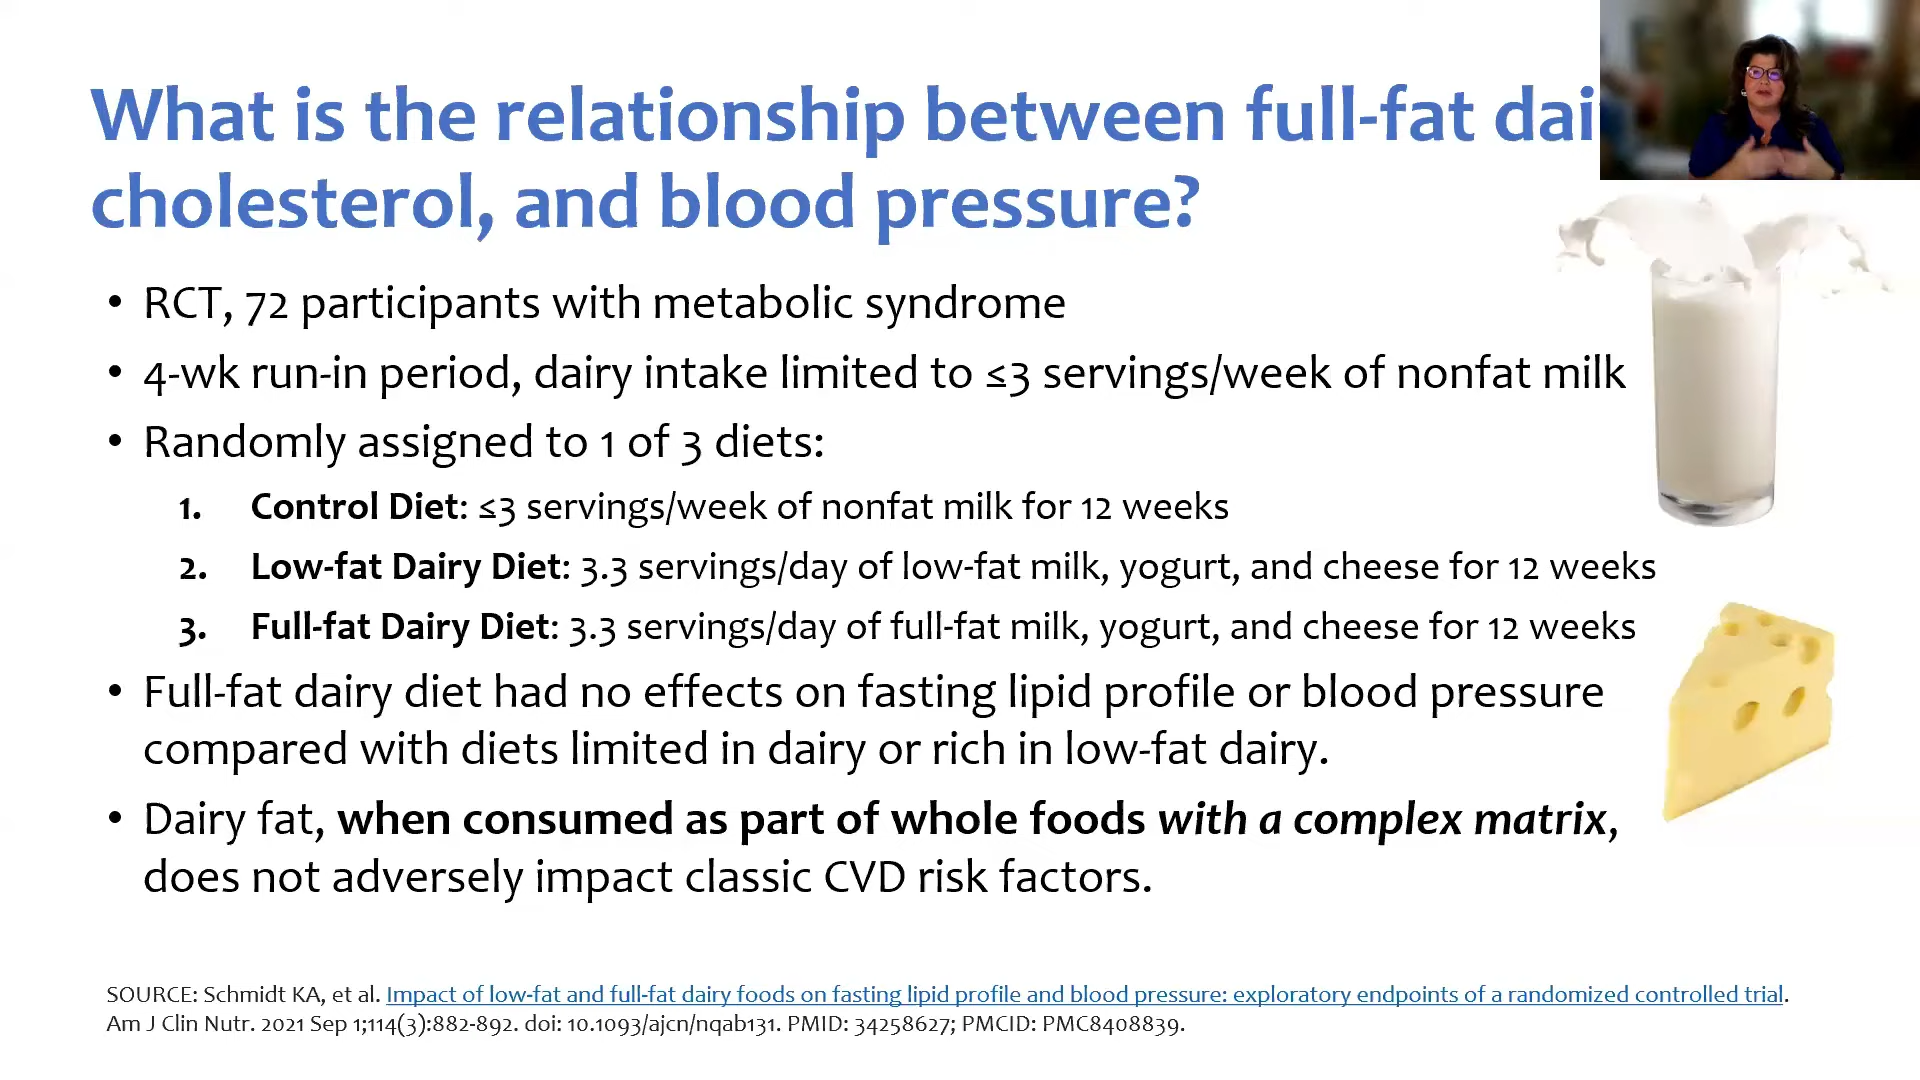 What is the relationship between full-fat
cholesterol, and blood pressure?
• RCT, 72 participants with metabolic syndrome
• 4-wk run-in period, dairy intake limited to ≤3 servings/week of nonfat milk
• Randomly assigned to 1 of 3 diets:
1. Control Diet: ≤3 servings/week of nonfat milk for 12 weeks
2. Low-fat Dairy Diet: 3.3 servings/day of low-fat milk, yogurt, and cheese for 12 weeks
3. Full-fat Dairy Diet: 3.3 servings/day of full-fat milk, yogurt, and cheese for 12 weeks
• Full-fat dairy diet had no effects on fasting lipid profile or blood pressure
compared with diets limited in dairy or rich in low-fat dairy.
• Dairy fat, when consumed as part of whole foods with a complex matrix,
does not adversely impact classic CVD risk factors.
SOURCE: Schmidt KA, et al. Impact of low-fat and full-fat dairy foods on fasting lipid profile and blood pressure: exploratory endpoints of a randomized controlled trial.
Am J Clin Nutr. 2021 Sep 1;114(3):882-892. doi: 10.1093/ajcn/nqab131. PMID: 34258627; PMCID: PMC8408839.